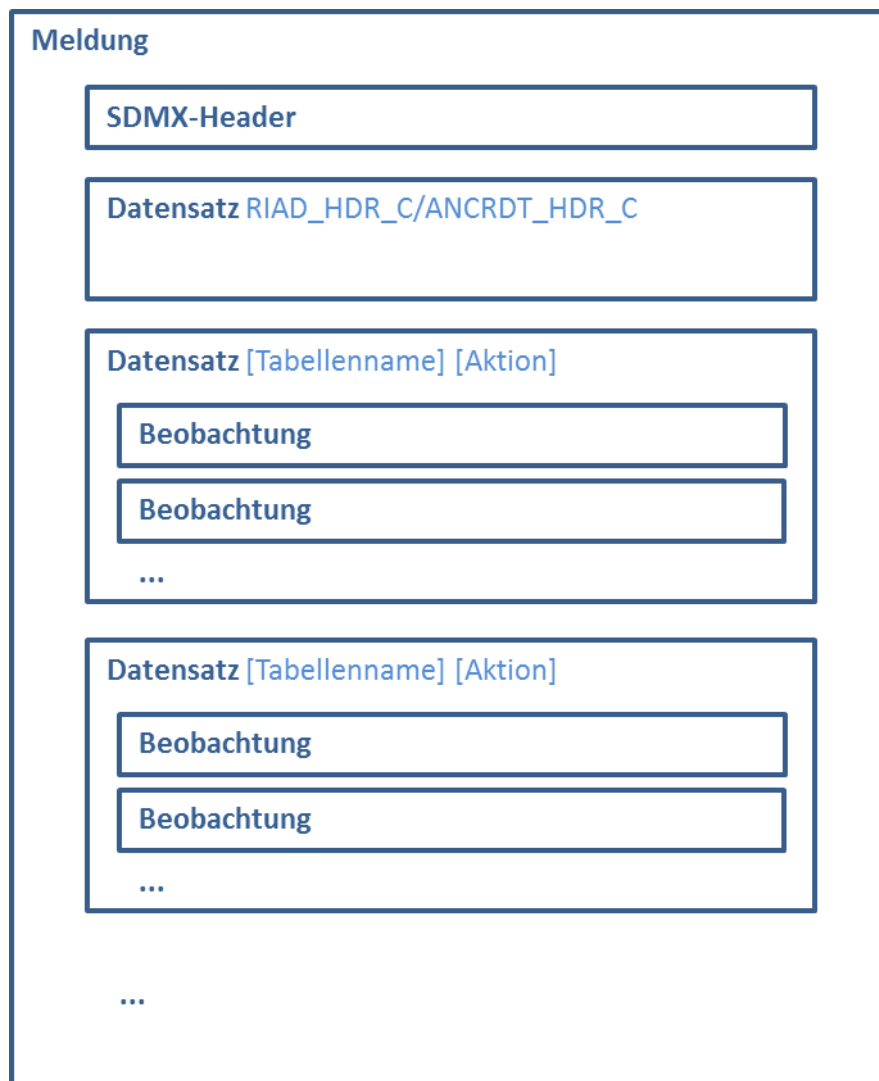 Meldung
SDMX-Header
Datensatz RIAD_HDR_C/ANCRDT_HDR_C
Datensatz [Tabellenname] [Aktion]
Beobachtung
Beobachtung
...
Datensatz [Tabellenname] [Aktion]
Beobachtung
Beobachtung
...
...